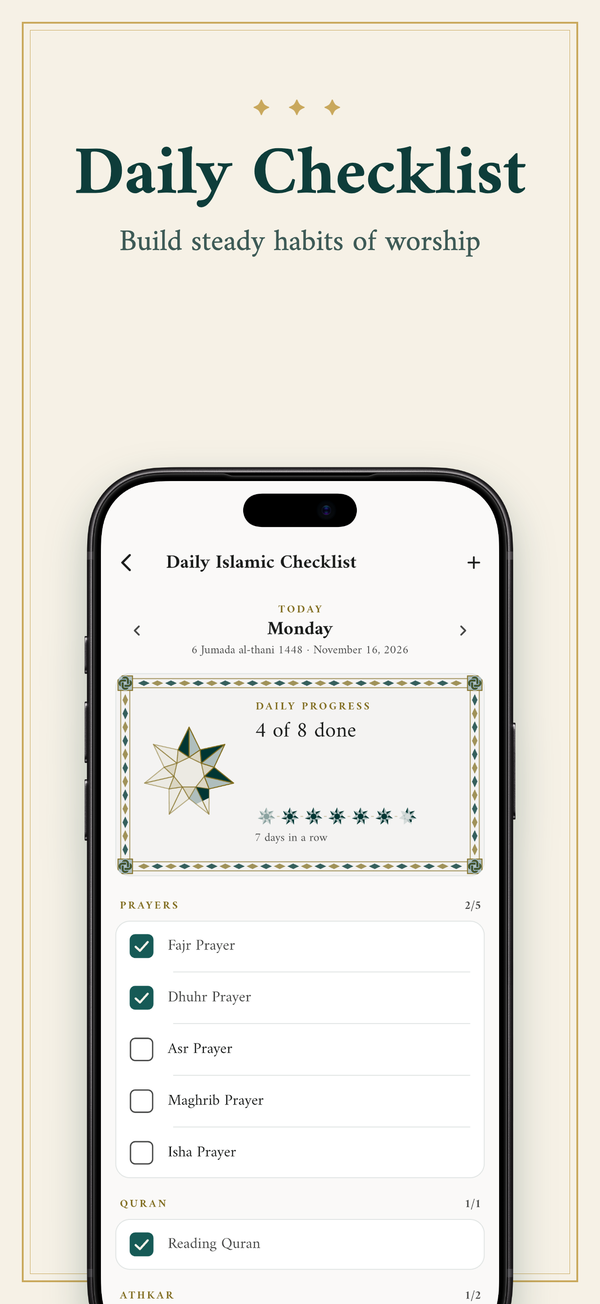 Daily Checklist
Build steady habits of worship
Daily Islamic Checklist
TODAY
Monday
6 Jumada al-thani 1448 · November 16, 2026
DAILY PROGRESS
4 of 8 done
7 days in a row
PRAYERS 2/5
Fajr Prayer
Dhuhr Prayer
Asr Prayer
Maghrib Prayer
Isha Prayer
QURAN 1/1
Reading Quran
ATHKAR 1/2